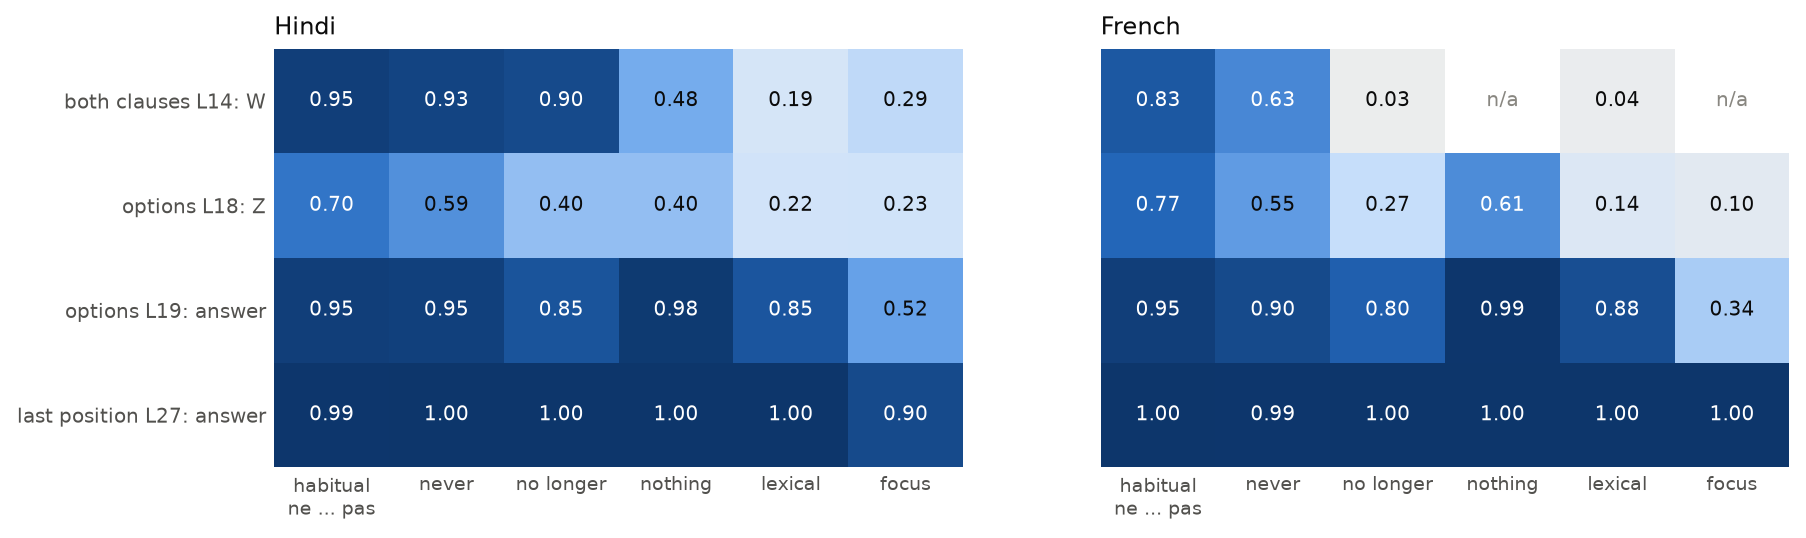 Hindi
French
both clauses L14: W
0.95 0.93 0.90 0.48 0.19 0.29
0.83 0.63 0.03 n/a 0.04 n/a
options L18: Z
0.70 0.59 0.40 0.40 0.22 0.23
0.77 0.55 0.27 0.61 0.14 0.10
options L19: answer
0.95 0.95 0.85 0.98 0.85 0.52
0.95 0.90 0.80 0.99 0.88 0.34
last position L27: answer
0.99 1.00 1.00 1.00 1.00 0.90
1.00 0.99 1.00 1.00 1.00 1.00
habitual never no longer nothing lexical focus
ne ... pas
habitual never no longer nothing lexical focus
ne ... pas